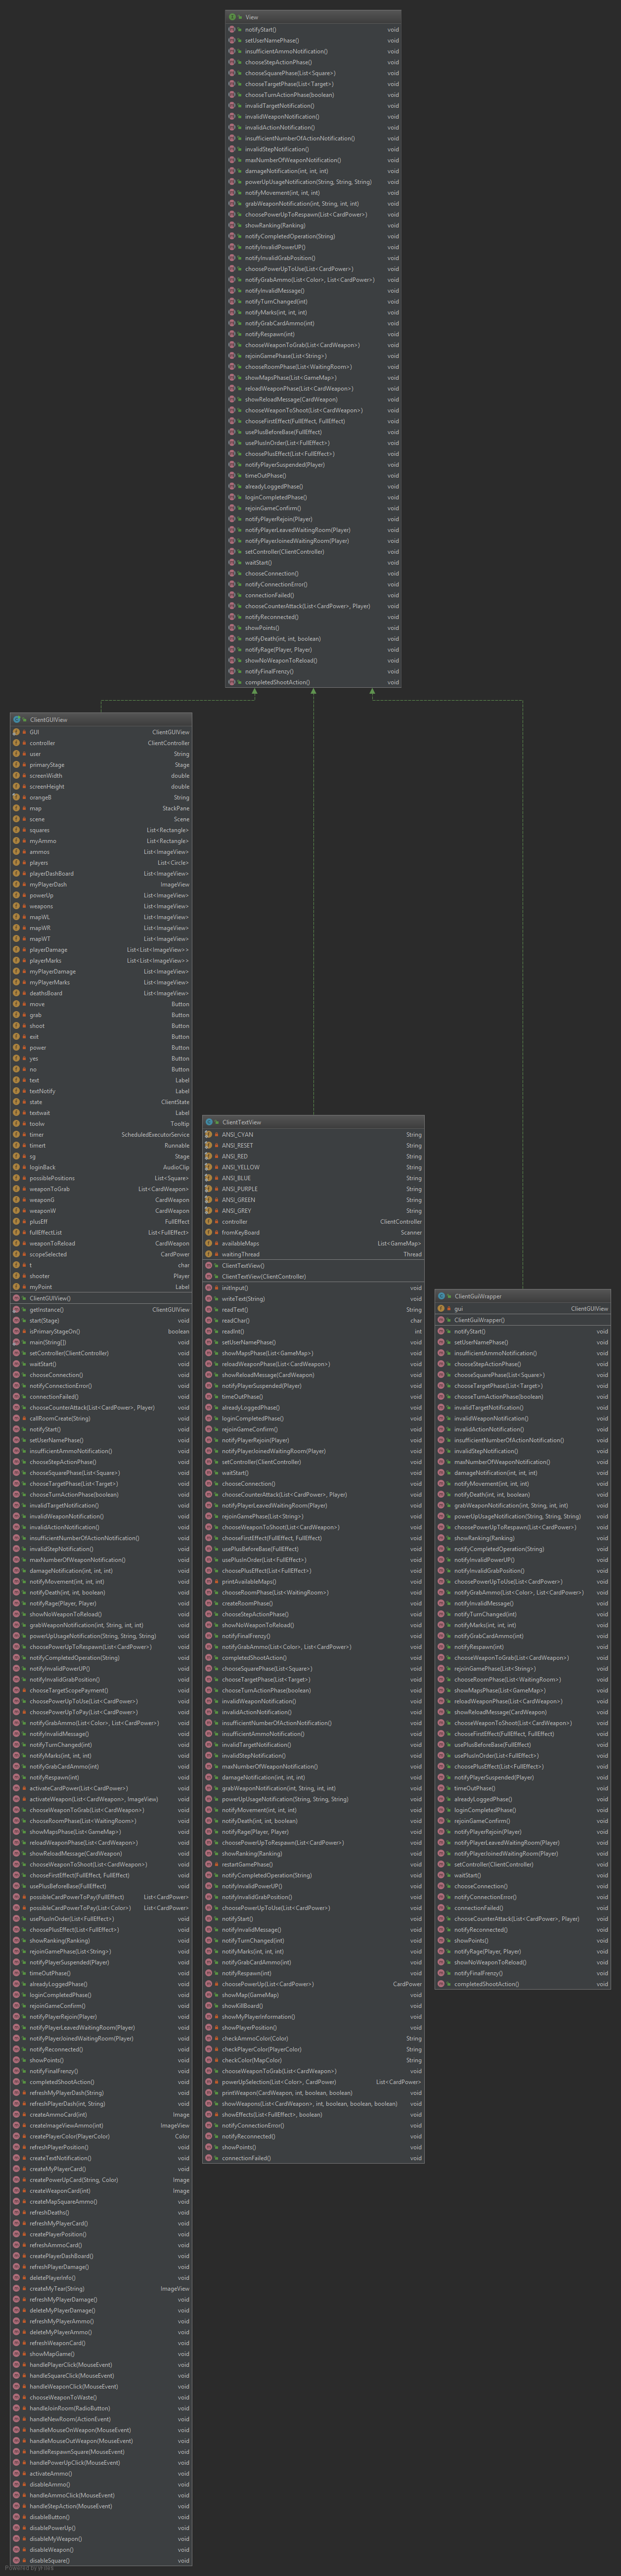 View
notifyStart() void
setUserNamePhase() void
insufficientAmmoNotification() void
chooseStepActionPhase() void
chooseSquarePhase(List<Square>) void
chooseTargetPhase(List<Target>) void
chooseTurnActionPhase(boolean) void
invalidTargetNotification() void
invalidWeaponNotification() void
invalidActionNotification() void
insufficientNumberOfActionNotification() void
invalidStepNotification() void
maxNumberOfWeaponNotification() void
damageNotification(int, int, int) void
powerUpUsageNotification(String, String, String) void
notifyMovement(int, int, int) void
grabWeaponNotification(int, String, int, int) void
choosePowerUpToRespawn(List<CardPower>) void
showRanking(Ranking) void
notifyCompletedOperation(String) void
notifyInvalidPowerUP() void
notifyInvalidGrabPosition() void
choosePowerUpToUse(List<CardPower>) void
notifyGrabAmmo(List<Color>, List<CardPower>) void
notifyInvalidMessage() void
notifyTurnChanged(int) void
notifyMarks(int, int, int) void
notifyGrabCardAmmo(int) void
notifyRespawn(int) void
chooseWeaponToGrab(List<CardWeapon>) void
rejoinGamePhase(List<String>) void
chooseRoomPhase(List<WaitingRoom>) void
showMapsPhase(List<GameMap>) void
reloadWeaponPhase(List<CardWeapon>) void
showReloadMessage(CardWeapon) void
chooseWeaponToShoot(List<CardWeapon>) void
chooseFirstEffect(FullEffect, FullEffect) void
usePlusBeforeBase(FullEffect) void
usePlusInOrder(List<FullEffect>) void
choosePlusEffect(List<FullEffect>) void
notifyPlayerSuspended(Player) void
timeOutPhase() void
alreadyLoggedPhase() void
loginCompletedPhase() void
rejoinGameConfirm() void
notifyPlayerRejoin(Player) void
notifyPlayerLeavedWaitingRoom(Player) void
notifyPlayerJoinedWaitingRoom(Player) void
setController(ClientController) void
waitStart() void
chooseConnection() void
notifyConnectionError() void
connectionFailed() void
chooseCounterAttack(List<CardPower>, Player) void
notifyReconnected() void
showPoints() void
notifyDeath(int, int, boolean) void
notifyRage(Player, Player) void
showNoWeaponToReload() void
notifyFinalFrenzy() void
completedShootAction() void
ClientGUIView
GUI ClientGUIView
controller ClientController
user String
primaryStage Stage
screenWidth double
screenHeight double
orangeB String
map StackPane
scene Scene
squares List<Rectangle>
myAmmo List<Rectangle>
ammos List<ImageView>
players List<Circle>
playerDashBoard List<ImageView>
myPlayerDash ImageView
powerUp List<ImageView>
weapons List<ImageView>
mapWL List<ImageView>
mapWR List<ImageView>
mapWT List<ImageView>
playerDamage List<List<ImageView>>
playerMarks List<List<ImageView>>
myPlayerDamage List<ImageView>
myPlayerMarks List<ImageView>
deathsBoard List<ImageView>
move Button
grab Button
shoot Button
exit Button
power Button
yes Button
no Button
text Label
textNotify Label
state ClientState
textwait Label
toolw Tooltip
timer ScheduledExecutorService
timert Runnable
sg Stage
loginBack AudioClip
possiblePositions List<Square>
weaponToGrab List<CardWeapon>
weaponG CardWeapon
weaponW CardWeapon
plusEff FullEffect
fullEffectList List<FullEffect>
weaponToReload CardWeapon
scopeSelected CardPower
t char
shooter Player
myPoint Label
ClientGUIView()
getInstance() ClientGUIView
start(Stage) void
isPrimaryStageOn() boolean
main(String[]) void
setController(ClientController) void
waitStart() void
chooseConnection() void
notifyConnectionError() void
connectionFailed() void
chooseCounterAttack(List<CardPower>, Player) void
callRoomCreate(String) void
notifyStart() void
setUserNamePhase() void
insufficientAmmoNotification() void
chooseStepActionPhase() void
chooseSquarePhase(List<Square>) void
chooseTargetPhase(List<Target>) void
chooseTurnActionPhase(boolean) void
invalidTargetNotification() void
invalidWeaponNotification() void
invalidActionNotification() void
insufficientNumberOfActionNotification() void
invalidStepNotification() void
maxNumberOfWeaponNotification() void
damageNotification(int, int, int) void
notifyMovement(int, int, int) void
notifyDeath(int, int, boolean) void
notifyRage(Player, Player) void
showNoWeaponToReload() void
grabWeaponNotification(int, String, int, int) void
powerUpUsageNotification(String, String, String) void
choosePowerUpToRespawn(List<CardPower>) void
notifyCompletedOperation(String) void
notifyInvalidPowerUP() void
notifyInvalidGrabPosition() void
chooseTargetScopePayment() void
choosePowerUpToUse(List<CardPower>) void
choosePowerUpToPay(List<CardPower>) void
notifyGrabAmmo(List<Color>, List<CardPower>) void
notifyInvalidMessage() void
notifyTurnChanged(int) void
notifyMarks(int, int, int) void
notifyGrabCardAmmo(int) void
notifyRespawn(int) void
activateCardPower(List<CardPower>) void
activateWeapon(List<CardWeapon>, ImageView) void
chooseWeaponToGrab(List<CardWeapon>) void
chooseRoomPhase(List<WaitingRoom>) void
showMapsPhase(List<GameMap>) void
reloadWeaponPhase(List<CardWeapon>) void
showReloadMessage(CardWeapon) void
chooseWeaponToShoot(List<CardWeapon>) void
chooseFirstEffect(FullEffect, FullEffect) void
usePlusBeforeBase(FullEffect) void
possibleCardPowerToPay(FullEffect) List<CardPower>
possibleCardPowerToPay(List<Color>) List<CardPower>
usePlusInOrder(List<FullEffect>) void
choosePlusEffect(List<FullEffect>) void
showRanking(Ranking) void
rejoinGamePhase(List<String>) void
notifyPlayerSuspended(Player) void
timeOutPhase() void
alreadyLoggedPhase() void
loginCompletedPhase() void
rejoinGameConfirm() void
notifyPlayerRejoin(Player) void
notifyPlayerLeavedWaitingRoom(Player) void
notifyPlayerJoinedWaitingRoom(Player) void
notifyReconnected() void
showPoints() void
notifyFinalFrenzy() void
completedShootAction() void
refreshMyPlayerDash(String) void
refreshPlayerDash(int, String) void
createAmmoCard(int) Image
createImageViewAmmo(int) ImageView
createPlayerColor(PlayerColor) Color
refreshPlayerPosition() void
createTextNotification() void
createMyPlayerCard() void
createPowerUpCard(String, Color) Image
createWeaponCard(int) Image
createMapSquareAmmo() void
refreshDeaths() void
refreshMyPlayerCard() void
createPlayerPosition() void
refreshAmmoCard() void
createPlayerDashBoard() void
refreshPlayerDamage() void
deletePlayerInfo() void
createMyTear(String) ImageView
refreshMyPlayerDamage() void
deleteMyPlayerDamage() void
refreshMyPlayerAmmo() void
deleteMyPlayerAmmo() void
refreshWeaponCard() void
showMapGame() void
handlePlayerClick(MouseEvent) void
handleSquareClick(MouseEvent) void
handleWeaponClick(MouseEvent) void
chooseWeaponToWaste() void
handleJoinRoom(RadioButton) void
handleNewRoom(ActionEvent) void
handleMouseOnWeapon(MouseEvent) void
handleMouseOutWeapon(MouseEvent) void
handleRespawnSquare(MouseEvent) void
handlePowerUpClick(MouseEvent) void
activateAmmo() void
disableAmmo() void
handleAmmoClick(MouseEvent) void
handleStepAction(MouseEvent) void
disableButton() void
disablePowerUp() void
disableMyWeapon() void
disableWeapon() void
disableSquare() void
ClientTextView
ANSI_CYAN String
ANSI_RESET String
ANSI_RED String
ANSI_YELLOW String
ANSI_BLUE String
ANSI_PURPLE String
ANSI_GREEN String
ANSI_GREY String
controller ClientController
fromKeyBoard Scanner
availableMaps List<GameMap>
waitingThread Thread
ClientTextView()
ClientTextView(ClientController)
initInput() void
writeText(String) void
readText() String
readChar() char
readInt() int
setUserNamePhase() void
showMapsPhase(List<GameMap>) void
reloadWeaponPhase(List<CardWeapon>) void
showReloadMessage(CardWeapon) void
notifyPlayerSuspended(Player) void
timeOutPhase() void
alreadyLoggedPhase() void
loginCompletedPhase() void
rejoinGameConfirm() void
notifyPlayerRejoin(Player) void
notifyPlayerJoinedWaitingRoom(Player) void
setController(ClientController) void
waitStart() void
chooseConnection() void
chooseCounterAttack(List<CardPower>, Player) void
notifyPlayerLeavedWaitingRoom(Player) void
rejoinGamePhase(List<String>) void
chooseWeaponToShoot(List<CardWeapon>) void
chooseFirstEffect(FullEffect, FullEffect) void
usePlusBeforeBase(FullEffect) void
usePlusInOrder(List<FullEffect>) void
choosePlusEffect(List<FullEffect>) void
printAvailableMaps() void
chooseRoomPhase(List<WaitingRoom>) void
createRoomPhase() void
chooseStepActionPhase() void
showNoWeaponToReload() void
notifyFinalFrenzy() void
notifyGrabAmmo(List<Color>, List<CardPower>) void
completedShootAction() void
chooseSquarePhase(List<Square>) void
chooseTargetPhase(List<Target>) void
chooseTurnActionPhase(boolean) void
invalidWeaponNotification() void
invalidActionNotification() void
insufficientNumberOfActionNotification() void
insufficientAmmoNotification() void
invalidTargetNotification() void
invalidStepNotification() void
maxNumberOfWeaponNotification() void
damageNotification(int, int, int) void
grabWeaponNotification(int, String, int, int) void
powerUpUsageNotification(String, String, String) void
notifyMovement(int, int, int) void
notifyDeath(int, int, boolean) void
notifyRage(Player, Player) void
choosePowerUpToRespawn(List<CardPower>) void
showRanking(Ranking) void
restartGamePhase() void
notifyCompletedOperation(String) void
notifyInvalidPowerUP() void
notifyInvalidGrabPosition() void
choosePowerUpToUse(List<CardPower>) void
notifyStart() void
notifyInvalidMessage() void
notifyTurnChanged(int) void
notifyMarks(int, int, int) void
notifyGrabCardAmmo(int) void
notifyRespawn(int) void
choosePowerUp(List<CardPower>) CardPower
showMap(GameMap) void
showKillBoard() void
showMyPlayerInformation() void
showPlayerPosition() void
checkAmmoColor(Color) String
checkPlayerColor(PlayerColor) String
checkColor(MapColor) String
chooseWeaponToGrab(List<CardWeapon>) void
powerUpSelection(List<Color>, CardPower) List<CardPower>
printWeapon(CardWeapon, int, boolean, boolean) void
showWeapons(List<CardWeapon>, int, boolean, boolean, boolean) void
showEffects(List<FullEffect>, boolean) void
notifyConnectionError() void
notifyReconnected() void
showPoints() void
connectionFailed() void
ClientGuiWrapper
gui ClientGUIView
ClientGuiWrapper()
notifyStart() void
setUserNamePhase() void
insufficientAmmoNotification() void
chooseStepActionPhase() void
chooseSquarePhase(List<Square>) void
chooseTargetPhase(List<Target>) void
chooseTurnActionPhase(boolean) void
invalidTargetNotification() void
invalidWeaponNotification() void
invalidActionNotification() void
insufficientNumberOfActionNotification() void
invalidStepNotification() void
maxNumberOfWeaponNotification() void
damageNotification(int, int, int) void
notifyMovement(int, int, int) void
notifyDeath(int, int, boolean) void
grabWeaponNotification(int, String, int, int) void
powerUpUsageNotification(String, String, String) void
choosePowerUpToRespawn(List<CardPower>) void
showRanking(Ranking) void
notifyCompletedOperation(String) void
notifyInvalidPowerUP() void
notifyInvalidGrabPosition() void
choosePowerUpToUse(List<CardPower>) void
notifyGrabAmmo(List<Color>, List<CardPower>) void
notifyInvalidMessage() void
notifyTurnChanged(int) void
notifyMarks(int, int, int) void
notifyGrabCardAmmo(int) void
notifyRespawn(int) void
chooseWeaponToGrab(List<CardWeapon>) void
rejoinGamePhase(List<String>) void
chooseRoomPhase(List<WaitingRoom>) void
showMapsPhase(List<GameMap>) void
reloadWeaponPhase(List<CardWeapon>) void
showReloadMessage(CardWeapon) void
chooseWeaponToShoot(List<CardWeapon>) void
chooseFirstEffect(FullEffect, FullEffect) void
usePlusBeforeBase(FullEffect) void
usePlusInOrder(List<FullEffect>) void
choosePlusEffect(List<FullEffect>) void
notifyPlayerSuspended(Player) void
timeOutPhase() void
alreadyLoggedPhase() void
loginCompletedPhase() void
rejoinGameConfirm() void
notifyPlayerRejoin(Player) void
notifyPlayerLeavedWaitingRoom(Player) void
notifyPlayerJoinedWaitingRoom(Player) void
setController(ClientController) void
waitStart() void
chooseConnection() void
notifyConnectionError() void
connectionFailed() void
chooseCounterAttack(List<CardPower>, Player) void
notifyReconnected() void
showPoints() void
notifyRage(Player, Player) void
showNoWeaponToReload() void
notifyFinalFrenzy() void
completedShootAction() void
Powered by yFiles